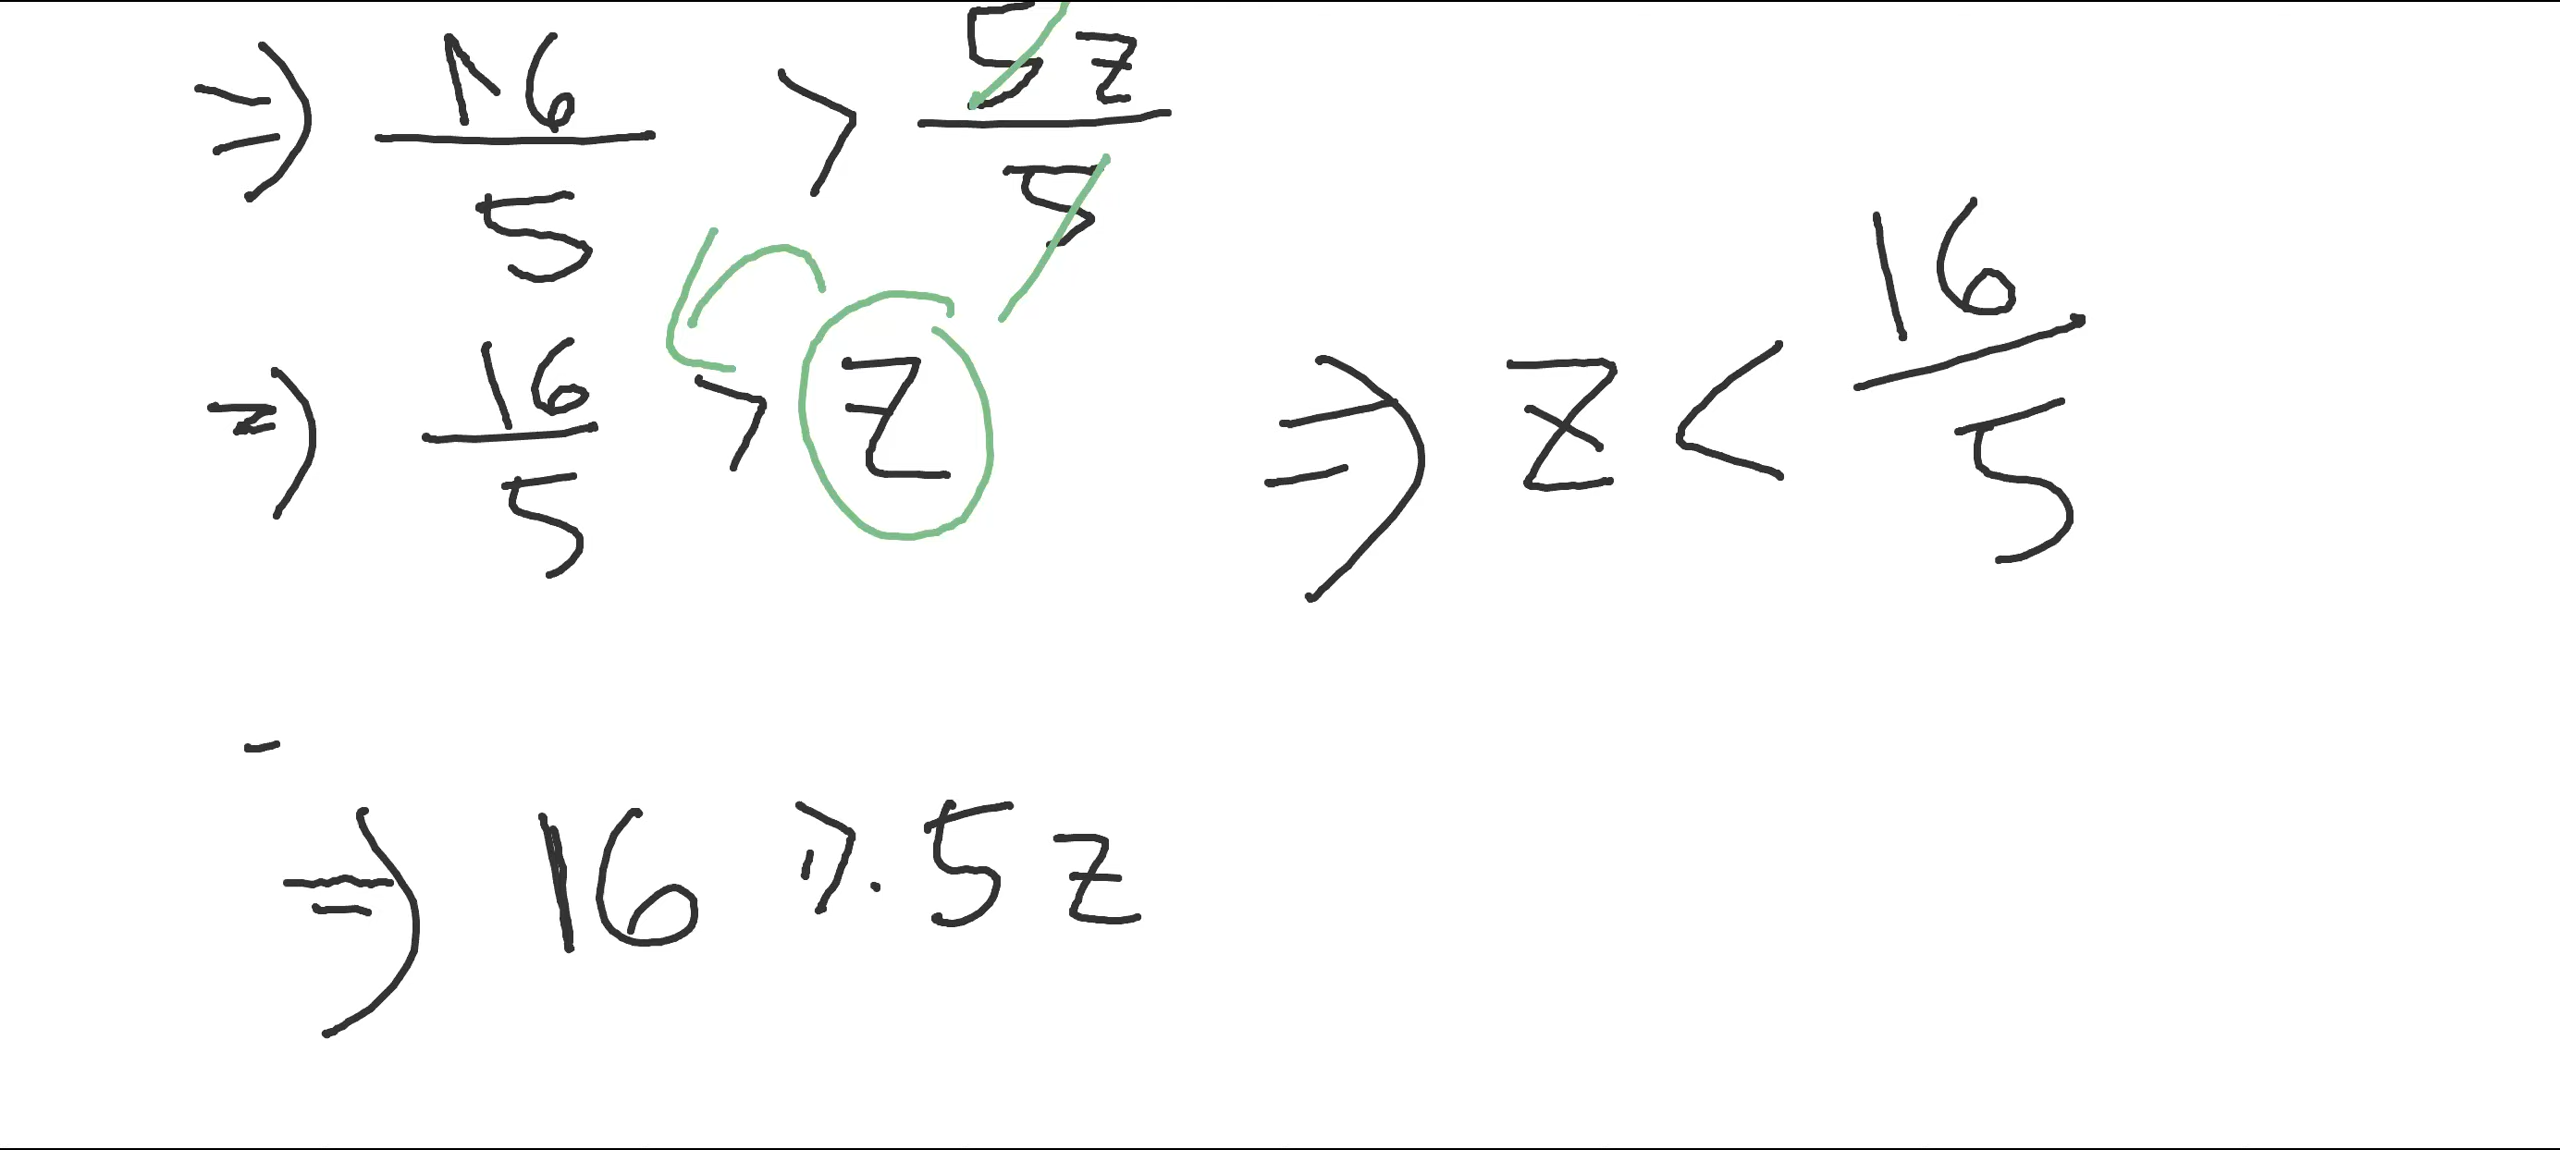 ⇒ 16/5 > 5z/5
⇒ 16/5 > z ⇒ z < 16/5
⇒ 16 > . 5z